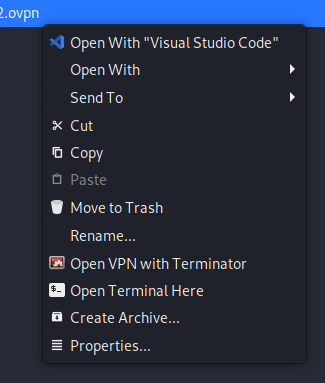 2.ovpn
Open With "Visual Studio Code"
Open With
Send To
Cut
Copy
Paste
Move to Trash
Rename...
Open VPN with Terminator
Open Terminal Here
Create Archive...
Properties...